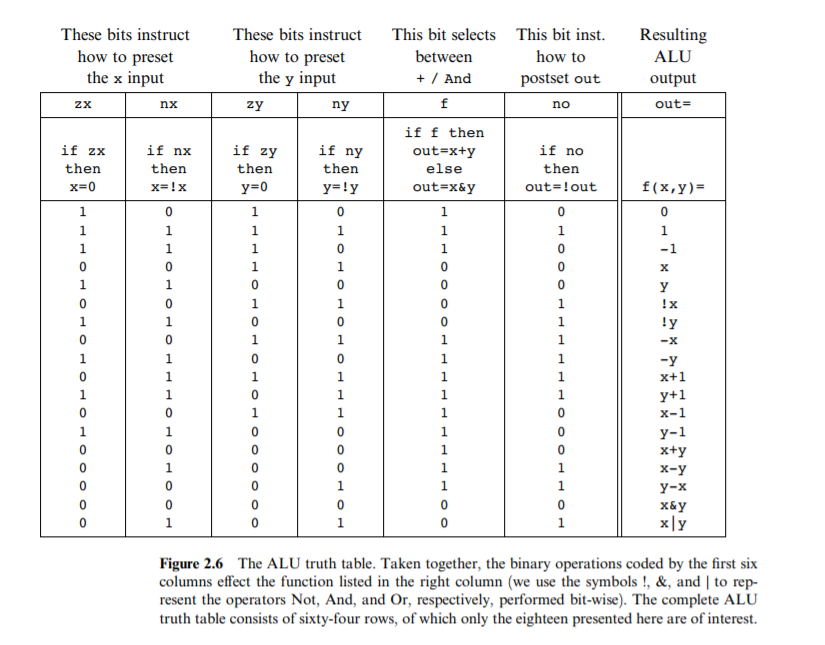 These bits instruct These bits instruct This bit selects This bit inst. Resulting
how to preset how to preset between how to ALU
the x input the y input + / And postset out output
zx nx zy ny f no out=
if f then
if zx if nx if zy if ny out=x+y if no
then then then then else then
x=0 x=!x y=0 y=!y out=x&y out=!out f(x,y)=
1 0 1 0 1 0 0
1 1 1 1 1 1 1
1 1 1 0 1 0 -1
0 0 1 1 0 0 x
1 1 0 0 0 0 y
0 0 1 1 0 1 !x
1 1 0 0 0 1 !y
0 0 1 1 1 1 -x
1 1 0 0 1 1 -y
0 1 1 1 1 1 x+1
1 1 0 1 1 1 y+1
0 0 1 1 1 0 x-1
1 1 0 0 1 0 y-1
0 0 0 0 1 0 x+y
0 1 0 0 1 1 x-y
0 0 0 1 1 1 y-x
0 0 0 0 0 0 x&y
0 1 0 1 0 1 x|y
Figure 2.6 The ALU truth table. Taken together, the binary operations coded by the first six
columns effect the function listed in the right column (we use the symbols !, &, and | to rep-
resent the operators Not, And, and Or, respectively, performed bit-wise). The complete ALU
truth table consists of sixty-four rows, of which only the eighteen presented here are of interest.